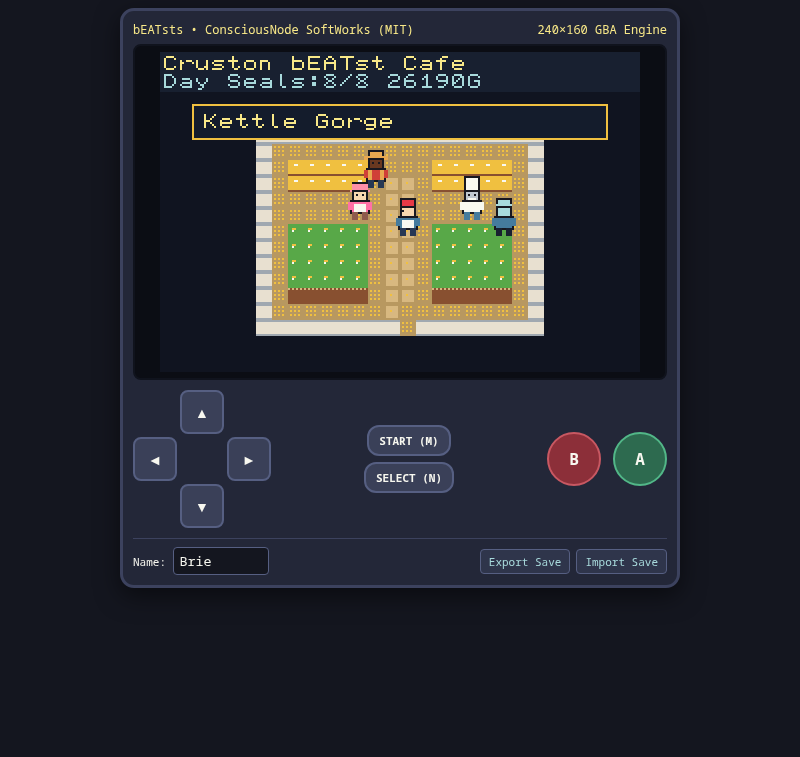 bEATsts • ConsciousNode SoftWorks (MIT)
240×160 GBA Engine
Cruston bEATst Cafe
Day Seals:8/8 26190G
Kettle Gorge
▲
◄
►
▼
START (M)
SELECT (N)
B
A
Name:
Brie
Export Save
Import Save